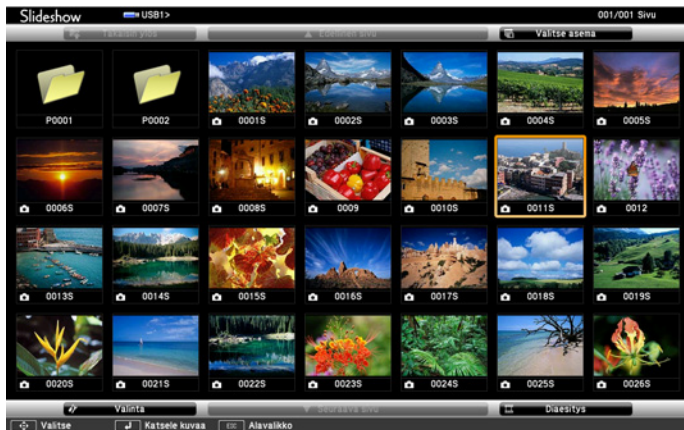 Slideshow USB1> 001/001 Sivu
Takaisin ylös Edellinen sivu Valitse asema
P0001 P0002 0001S 0002S 0003S 0004S 0005S
0006S 0007S 0008S 0009 0010S 0011S 0012
0013S 0014S 0015S 0016S 0017S 0018S 0019S
0020S 0021S 0022S 0023S 0024S 0025S 0026S
Valinta Seuraava sivu Diaesitys
Valitse Katsele kuvaa Esc Alavalikko